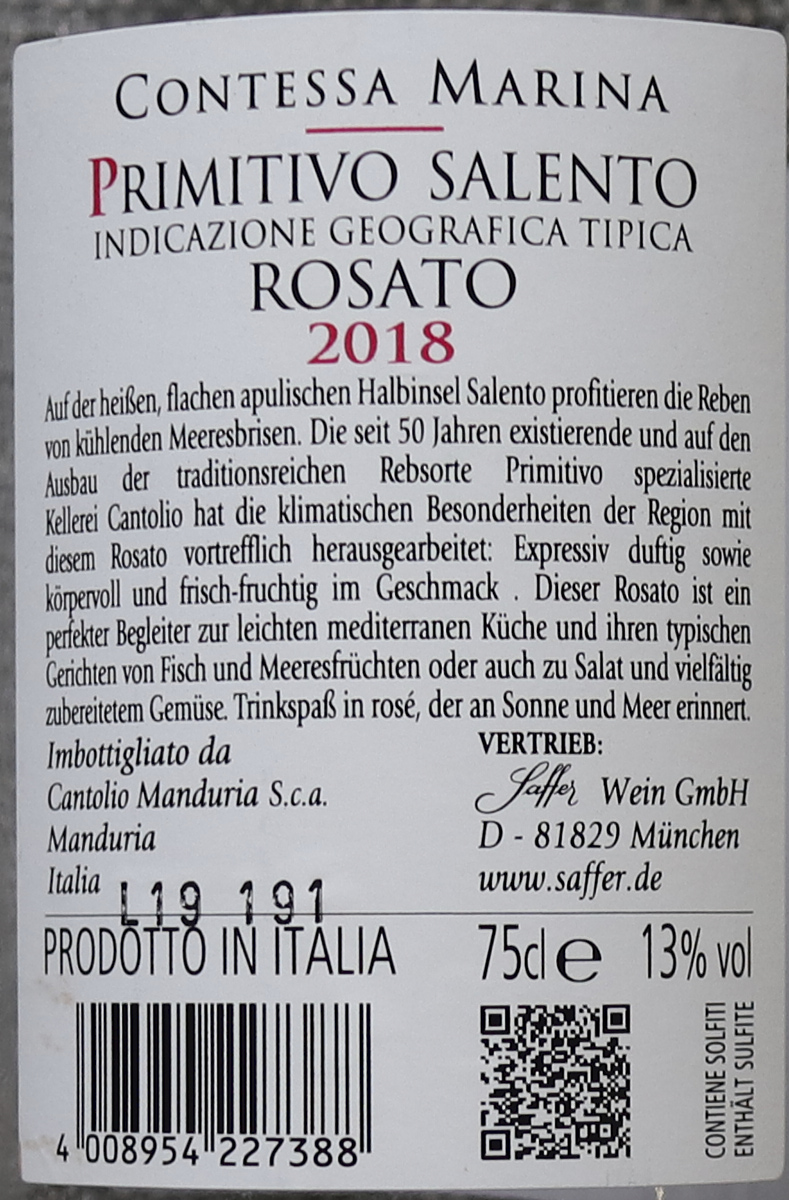 CONTESSA MARINA
PRIMITIVO SALENTO
INDICAZIONE GEOGRAFICA TIPICA
ROSATO
2018
Auf der heißen, flachen apulischen Halbinsel Salento profitieren die Reben
von kühlenden Meeresbrisen. Die seit 50 Jahren existierende und auf den
Ausbau der traditionsreichen Rebsorte Primitivo spezialisierte
Kellerei Cantolio hat die klimatischen Besonderheiten der Region mit
diesem Rosato vortrefflich herausgearbeitet: Expressiv duftig sowie
körpervoll und frisch-fruchtig im Geschmack . Dieser Rosato ist ein
perfekter Begleiter zur leichten mediterranen Küche und ihren typischen
Gerichten von Fisch und Meeresfrüchten oder auch zu Salat und vielfältig
zubereitetem Gemüse. Trinkspaß in rosé, der an Sonne und Meer erinnert.
Imbottigliato da
Cantolio Manduria S.c.a.
Manduria
Italia
L19 191
VERTRIEB:
Saffer Wein GmbH
D - 81829 München
www.saffer.de
PRODOTTO IN ITALIA
75cl e 13% vol
4 008954 227388
CONTIENE SOLFITI
ENTHÄLT SULFITE